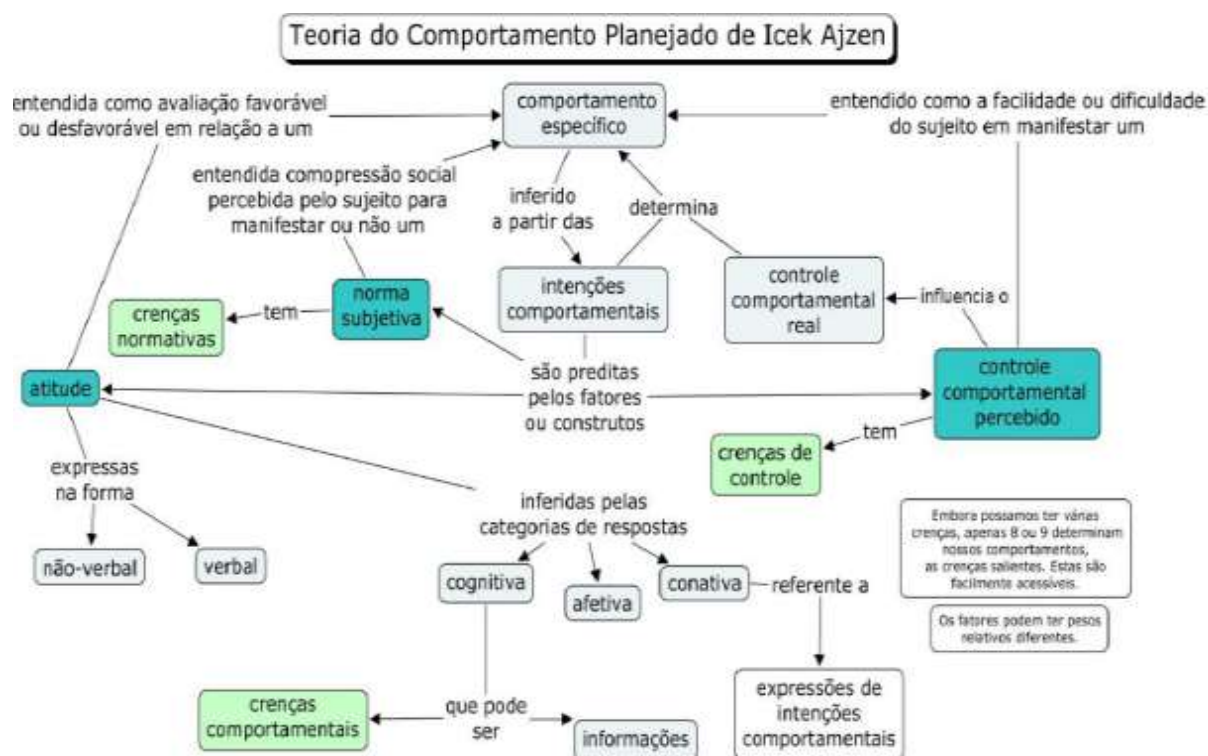 Teoria do Comportamento Planejado de Icek Ajzen
entendida como avaliação favorável
ou desfavorável em relação a um
comportamento
específico
entendido como a facilidade ou dificuldade
do sujeito em manifestar um
entendida comopressão social
percebida pelo sujeito para
manifestar ou não um
inferido
a partir das
determina
norma
subjetiva
intenções
comportamentais
controle
comportamental
real
influencia o
tem
crenças
normativas
atitude
são preditas
pelos fatores
ou construtos
controle
comportamental
percebido
tem
crenças de
controle
expressas
na forma
não-verbal
verbal
inferidas pelas
categorias de respostas
cognitiva
afetiva
conativa
referente a
Embora possamos ter várias
crenças, apenas 8 ou 9 determinam
nossos comportamentos,
as crenças salientes. Estas são
facilmente acessíveis.
Os fatores podem ter pesos
relativos diferentes.
crenças
comportamentais
que pode
ser
informações
expressões de
intenções
comportamentais